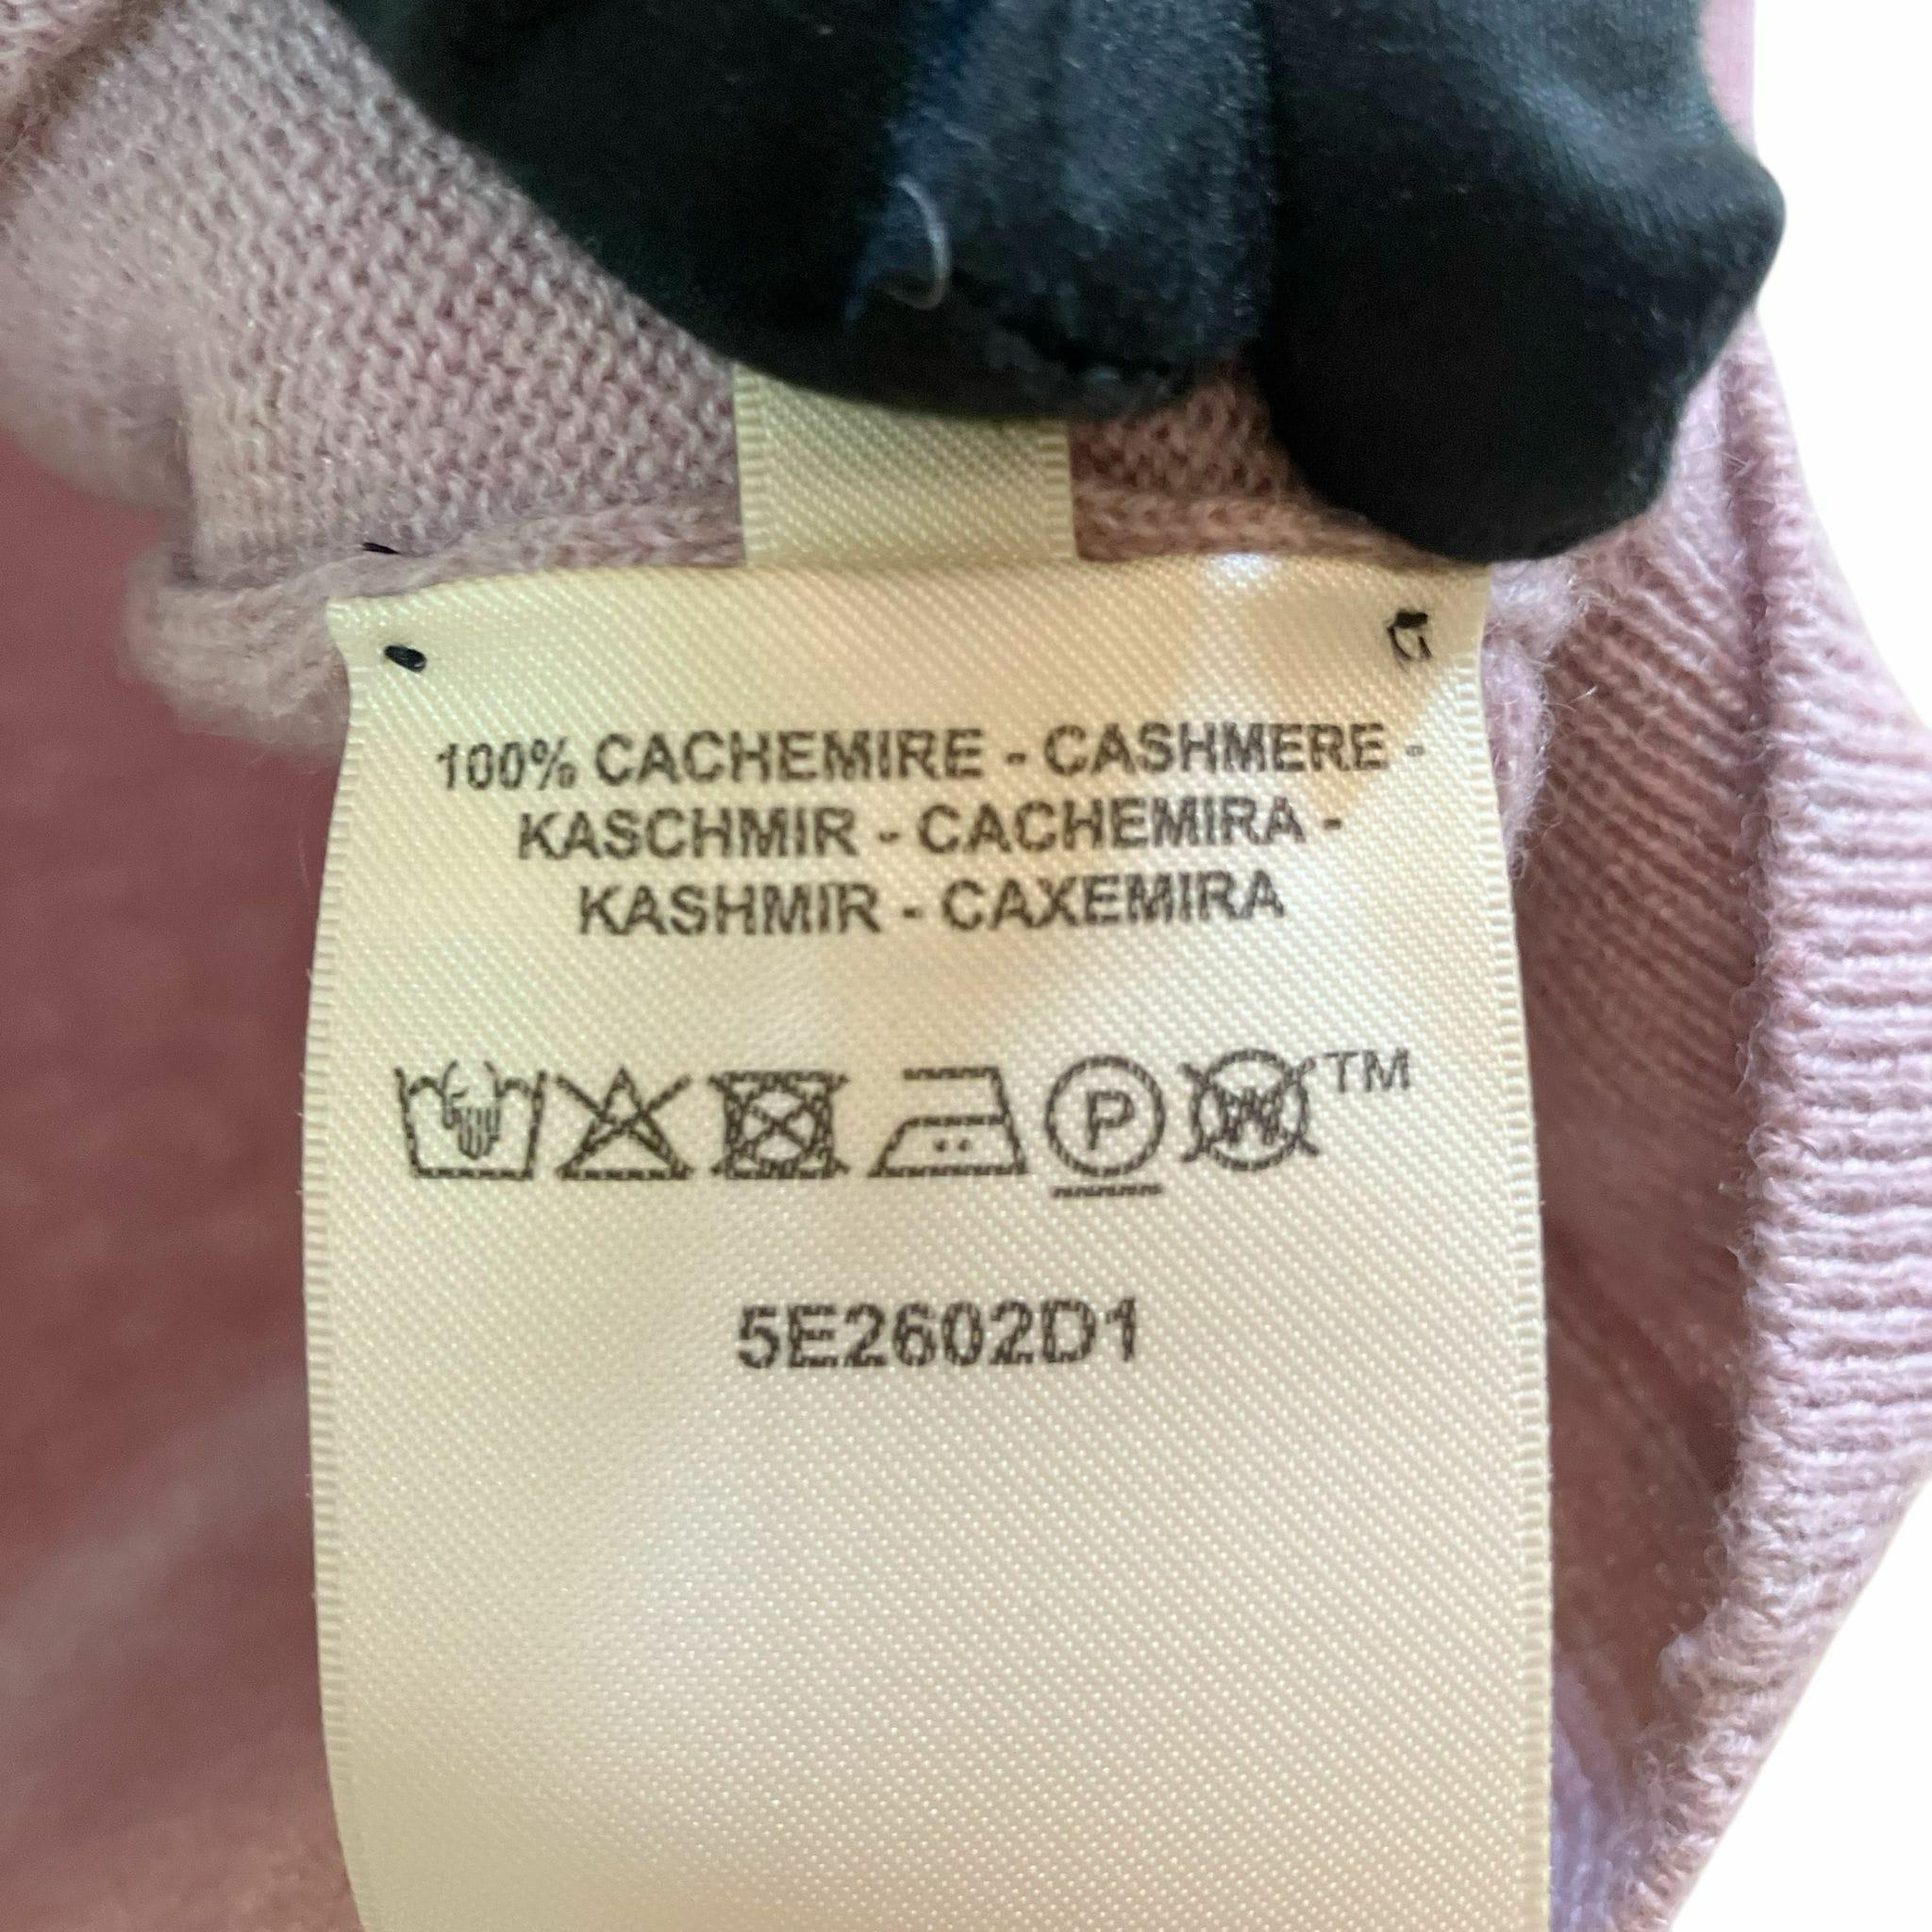 100% CACHEMIRE - CASHMERE -
KASCHMIR - CACHEMIRA -
KASHMIR - CAXEMIRA
P W TM
5E2602D1